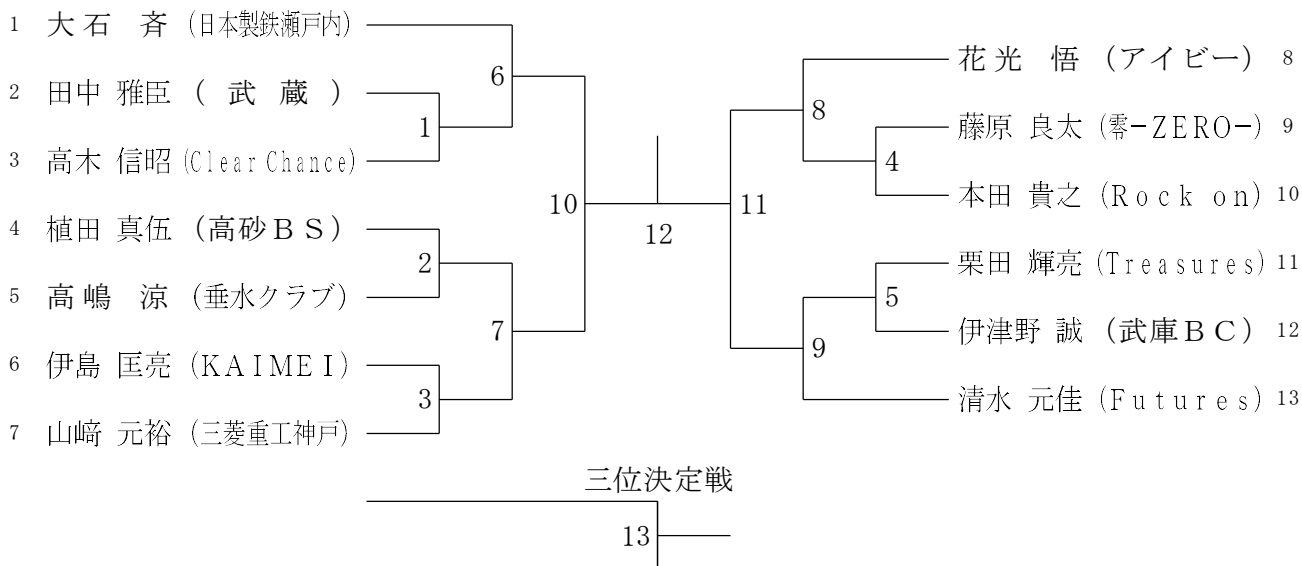 1 大石 斉 (日本製鉄瀬戸内)
2 田中 雅臣 (武蔵)
3 高木 信昭 (Clear Chance)
4 植田 真伍 (高砂BS)
5 高嶋 涼 (垂水クラブ)
6 伊島 匡亮 (KAIMEI)
7 山﨑 元裕 (三菱重工神戸)
1
2
3
6
7
10
12
11
8
9
4
5
花光 悟 (アイビー) 8
藤原 良太 (零-ZERO-) 9
本田 貴之 (Rock on) 10
栗田 輝亮 (Treasures) 11
伊津野 誠 (武庫BC) 12
清水 元佳 (Futures) 13
三位決定戦
13